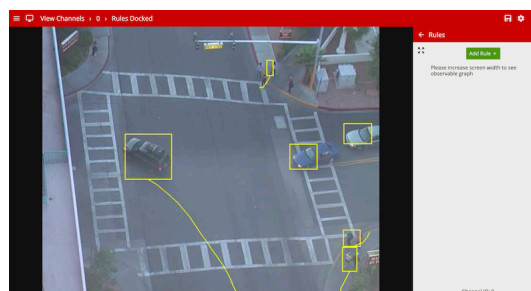 View Channels › 0 › Rules Docked
← Rules
Add Rule +
Please increase screen width to see
observable graph